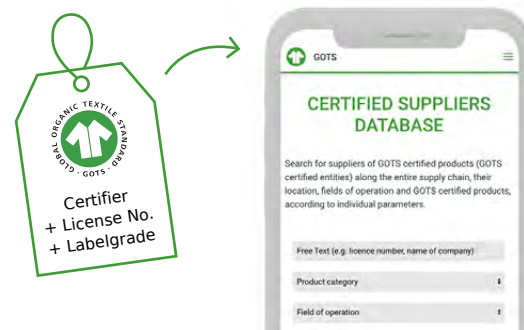 GLOBAL ORGANIC TEXTILE STANDARD · GOTS ·
Certifier
+ License No.
+ Labelgrade
GOTS
CERTIFIED SUPPLIERS
DATABASE
Search for suppliers of GOTS certified products (GOTS
certified entities) along the entire supply chain, their
location, fields of operation and GOTS certified products,
according to individual parameters.
Free Text (e.g. licence number, name of company)
Product category
Field of operation